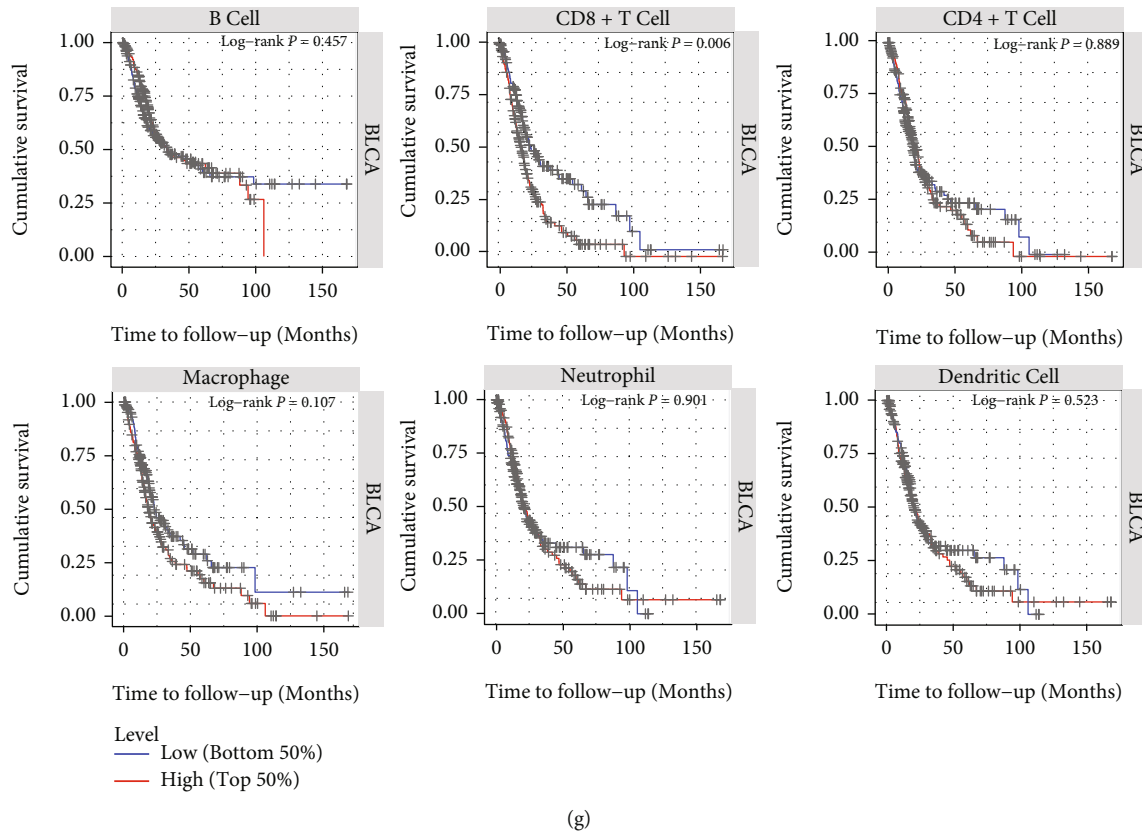 B Cell
Log-rank P = 0.457
Cumulative survival
1.00
0.75
0.50
0.25
0.00
BLCA
0 50 100 150
Time to follow-up (Months)
CD8 + T Cell
Log-rank P = 0.006
Cumulative survival
1.00
0.75
0.50
0.25
0.00
BLCA
0 50 100 150
Time to follow-up (Months)
CD4 + T Cell
Log-rank P = 0.889
Cumulative survival
1.00
0.75
0.50
0.25
0.00
BLCA
0 50 100 150
Time to follow-up (Months)
Macrophage
Log-rank P = 0.107
Cumulative survival
1.00
0.75
0.50
0.25
0.00
BLCA
0 50 100 150
Time to follow-up (Months)
Neutrophil
Log-rank P = 0.901
Cumulative survival
1.00
0.75
0.50
0.25
0.00
BLCA
0 50 100 150
Time to follow-up (Months)
Dendritic Cell
Log-rank P = 0.523
Cumulative survival
1.00
0.75
0.50
0.25
0.00
BLCA
0 50 100 150
Time to follow-up (Months)
Level
Low (Bottom 50%)
High (Top 50%)
(g)